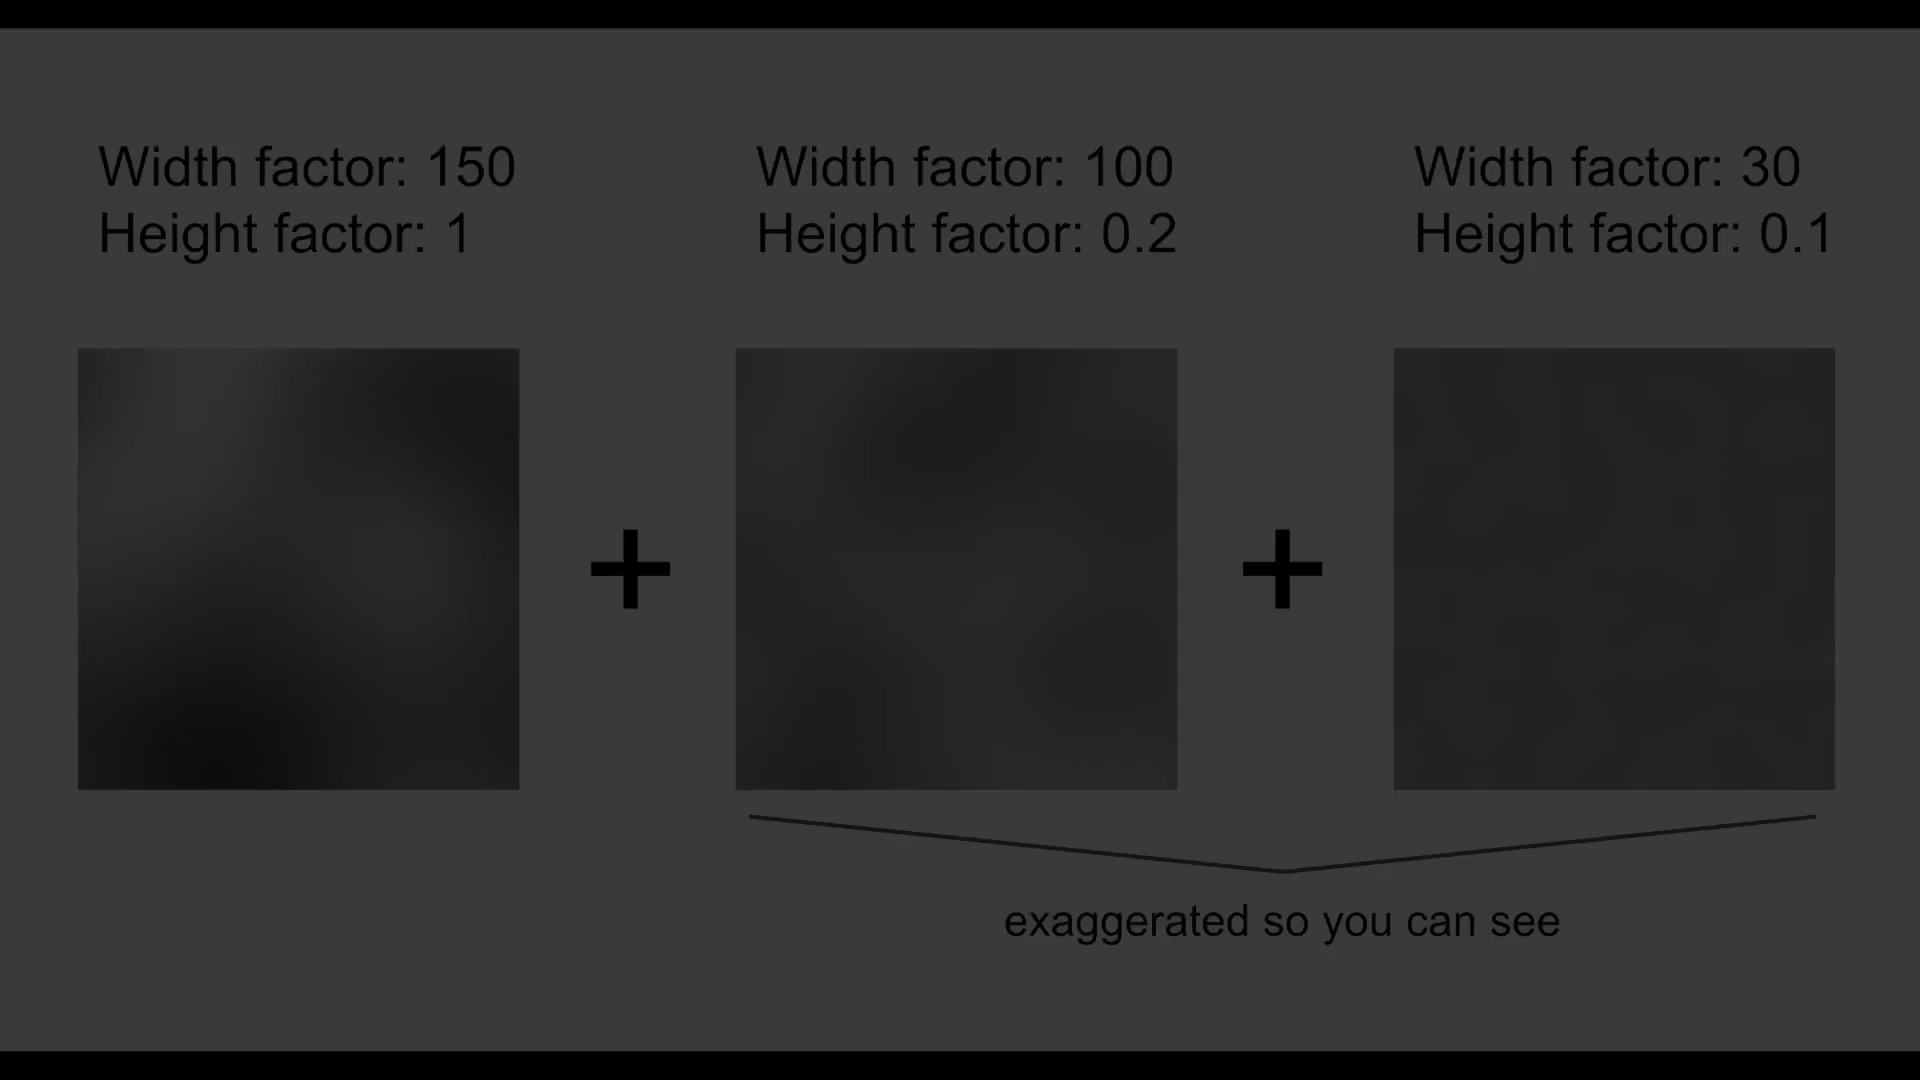 Width factor: 150
Height factor: 1
Width factor: 100
Height factor: 0.2
Width factor: 30
Height factor: 0.1
+
+
exaggerated so you can see